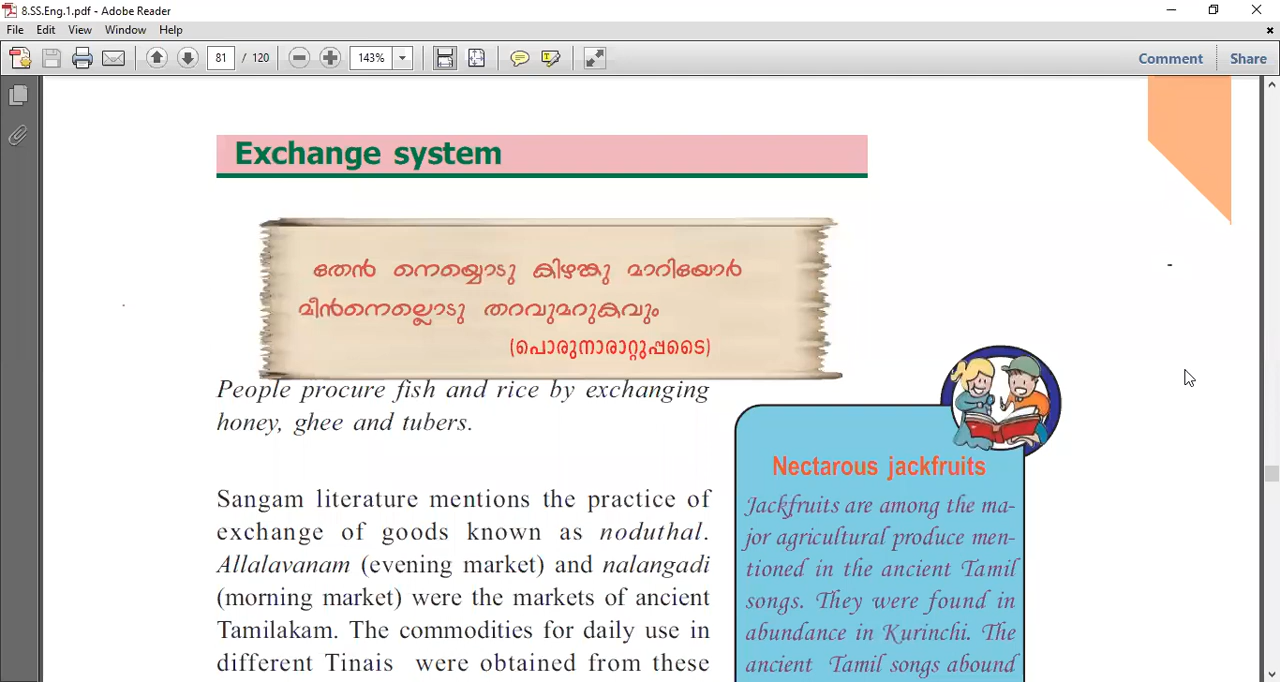 8.SS.Eng.1.pdf - Adobe Reader
File Edit View Window Help
81 / 120 143% Comment Share
Exchange system
തേൻ നെയ്യൊടു കിഴങ്കു മാറിയോർ
മീൻനെല്ലൊടു തറവുമറുകവും
(പൊരുനാരാറ്റുപ്പടൈ)
People procure fish and rice by exchanging
honey, ghee and tubers.
Sangam literature mentions the practice of
exchange of goods known as noduthal.
Allalavanam (evening market) and nalangadi
(morning market) were the markets of ancient
Tamilakam. The commodities for daily use in
different Tinais were obtained from these
Nectarous jackfruits
Jackfruits are among the ma-
jor agricultural produce men-
tioned in the ancient Tamil
songs. They were found in
abundance in Kurinchi. The
ancient Tamil songs abound